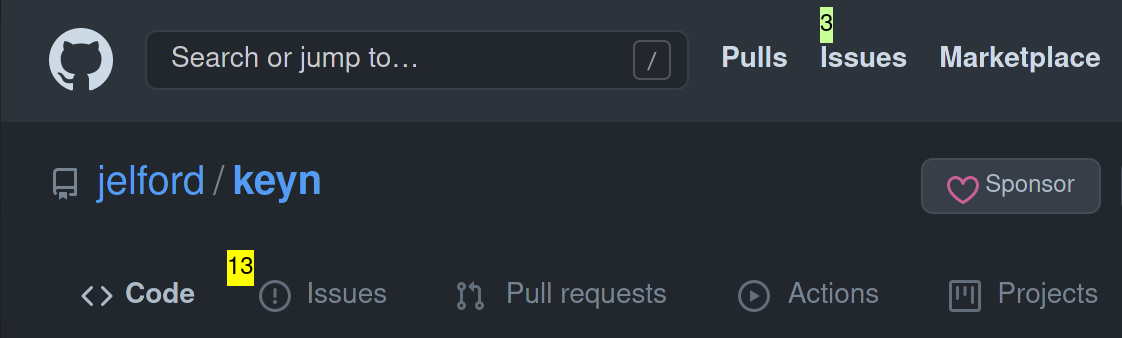 3
Search or jump to… / Pulls Issues Marketplace
jelford / keyn Sponsor
13
Code Issues Pull requests Actions Projects